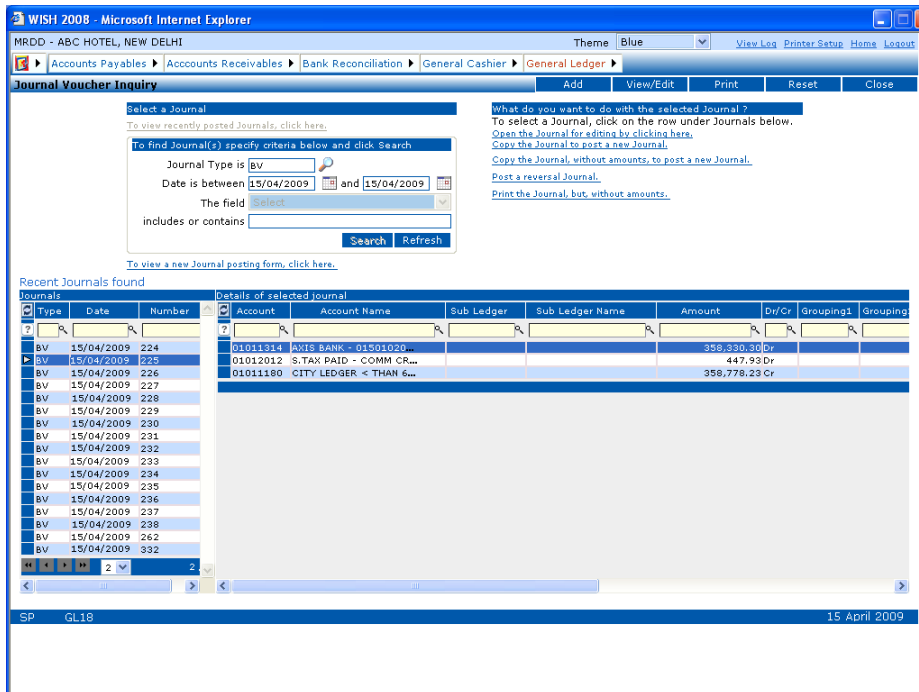 WISH 2008 - Microsoft Internet Explorer
MRDD - ABC HOTEL, NEW DELHI Theme Blue View Log Printer Setup Home Logout
Accounts Payables Acccounts Receivables Bank Reconciliation General Cashier General Ledger
Journal Voucher Inquiry Add View/Edit Print Reset Close
Select a Journal What do you want to do with the selected Journal ?
To view recently posted Journals, click here. To select a Journal, click on the row under Journals below.
Open the Journal for editing by clicking here.
To find Journal(s) specify criteria below and click Search Copy the Journal to post a new Journal.
Journal Type is BV Copy the Journal, without amounts, to post a new Journal.
Date is between 15/04/2009 and 15/04/2009 Post a reversal Journal.
The field Select Print the Journal, but, without amounts.
includes or contains
Search Refresh
To view a new Journal posting form, click here.
Recent Journals found
Journals Details of selected journal
Type Date Number Account Account Name Sub Ledger Sub Ledger Name Amount Dr/Cr Grouping1 Grouping
? ?
BV 15/04/2009 224 01011314 AXIS BANK - 01501020... 358,330.30 Dr
BV 15/04/2009 225 01012012 S.TAX PAID - COMM CR... 447.93 Dr
BV 15/04/2009 226 01011180 CITY LEDGER < THAN 6... 358,778.23 Cr
BV 15/04/2009 227
BV 15/04/2009 228
BV 15/04/2009 229
BV 15/04/2009 230
BV 15/04/2009 231
BV 15/04/2009 232
BV 15/04/2009 233
BV 15/04/2009 234
BV 15/04/2009 235
BV 15/04/2009 236
BV 15/04/2009 237
BV 15/04/2009 238
BV 15/04/2009 262
BV 15/04/2009 332
2 2
SP GL18 15 April 2009